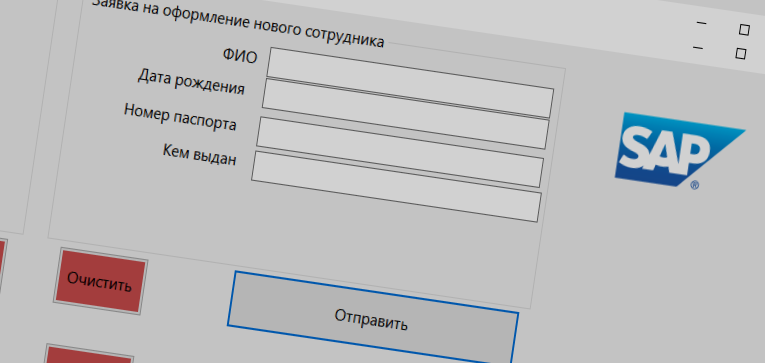 Заявка на оформление нового сотрудника
ФИО
Дата рождения
Номер паспорта
Кем выдан
SAP
®
Очистить
Отправить